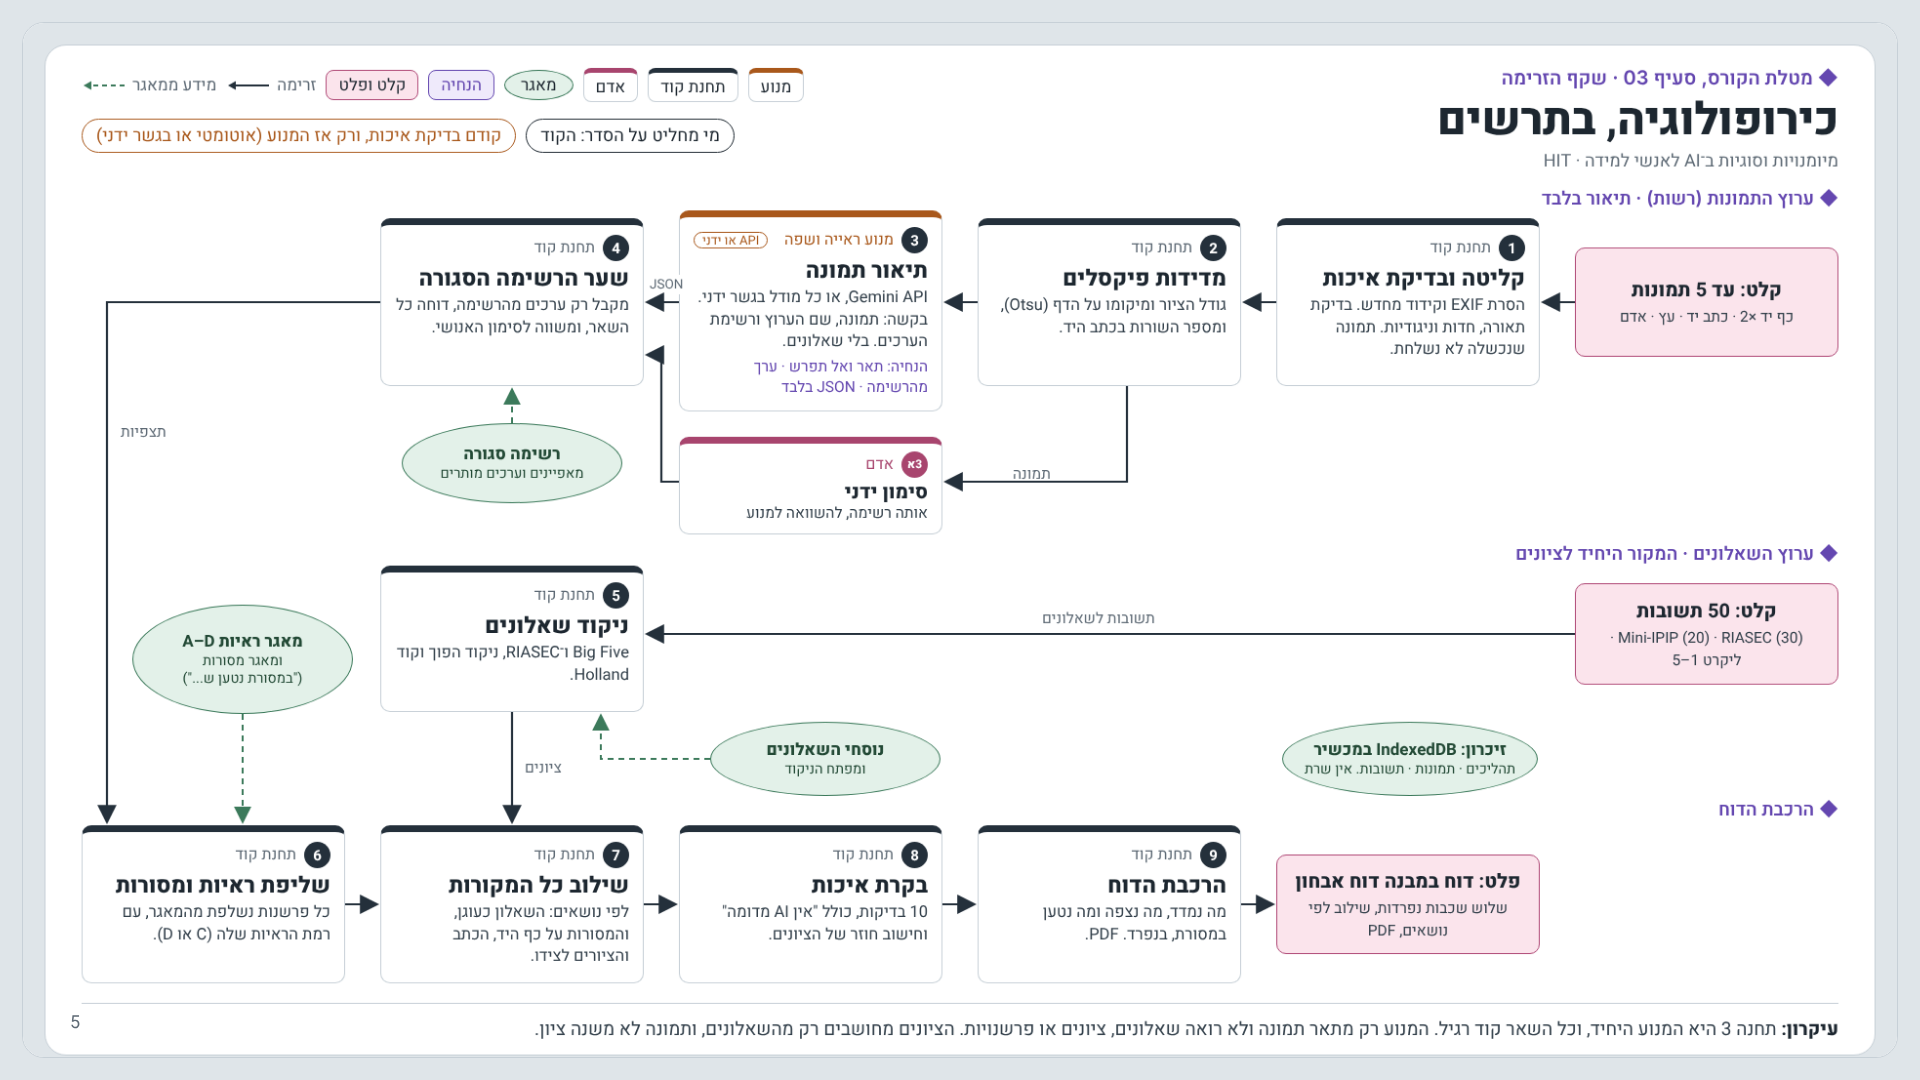 מטלת הקורס, סעיף 03 · שקף הזרימה
כירופולוגיה, בתרשים
מיומנויות וסוגיות ב־AI לאנשי למידה · HIT
מנוע
תחנת קוד
אדם
מאגר
הנחיה
קלט ופלט
זרימה
מידע ממאגר
מי מחליט על הסדר: הקוד
קודם בדיקת איכות, ורק אז המנוע (אוטומטי או בגשר ידני)
ערוץ התמונות (רשות) · תיאור בלבד
קלט: עד 5 תמונות
כף יד ×2 · כתב יד · עץ · אדם
1 תחנת קוד
קליטה ובדיקת איכות
הסרת EXIF וקידוד מחדש. בדיקת
תאורה, חדות וניגודיות. תמונה
שנכשלה לא נשלחת.
2 תחנת קוד
מדידות פיקסלים
גודל הציור ומיקומו על הדף (Otsu),
ומספר השורות בכתב היד.
3 מנוע ראייה ושפה
API או ידני
תיאור תמונה
Gemini API, או כל מודל בגשר ידני.
בקשה: תמונה, שם הערוץ ורשימת
הערכים. בלי שאלונים.
הנחיה: תאר ואל תפרש · ערך
מהרשימה · JSON בלבד
JSON
4 תחנת קוד
שער הרשימה הסגורה
מקבל רק ערכים מהרשימה, דוחה כל
השאר, ומשווה לסימון האנושי.
תצפיות
רשימה סגורה
מאפיינים וערכים מותרים
3א אדם
סימון ידני
אותה רשימה, להשוואה למנוע
תמונה
ערוץ השאלונים · המקור היחיד לציונים
קלט: 50 תשובות
Mini-IPIP (20) · RIASEC (30) ·
ליקרט 1–5
תשובות לשאלונים
5 תחנת קוד
ניקוד שאלונים
Big Five ו־RIASEC, ניקוד הפוך וקוד
Holland.
מאגר ראיות A–D
ומאגר מסורות
("במסורת נטען ש...")
זיכרון: IndexedDB במכשיר
תהליכים · תמונות · תשובות. אין שרת
נוסחי השאלונים
ומפתח הניקוד
ציונים
הרכבת הדוח
6 תחנת קוד
שליפת ראיות ומסורות
כל פרשנות נשלפת מהמאגר, עם
רמת הראיות שלה (C או D).
7 תחנת קוד
שילוב כל המקורות
לפי נושאים: השאלון כעוגן,
והמסורות על כף היד, הכתב
והציורים לצידו.
8 תחנת קוד
בקרת איכות
10 בדיקות, כולל "אין AI מדומה"
וחישוב חוזר של הציונים.
9 תחנת קוד
הרכבת הדוח
מה נמדד, מה נצפה ומה נטען
במסורת, בנפרד. PDF.
פלט: דוח במבנה דוח אבחון
שלוש שכבות נפרדות, שילוב לפי
נושאים, PDF
עיקרון: תחנה 3 היא המנוע היחיד, וכל השאר קוד רגיל. המנוע רק מתאר תמונה ולא רואה שאלונים, ציונים או פרשנויות. הציונים מחושבים רק מהשאלונים, ותמונה לא משנה ציון.
5